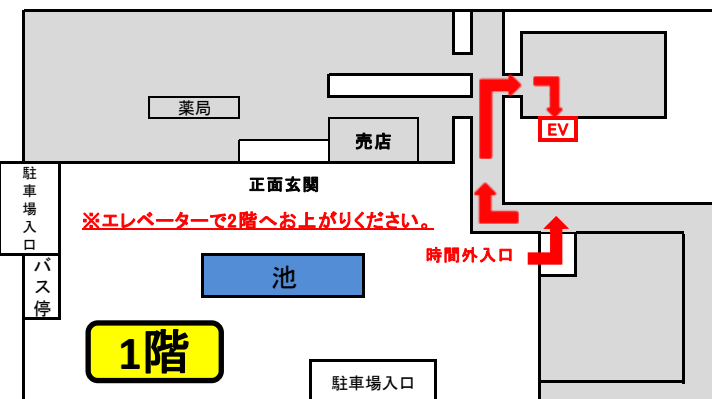 薬局
売店
EV
駐車場入口
正面玄関
※エレベーターで2階へお上がりください。
時間外入口
バス停
池
1階
駐車場入口